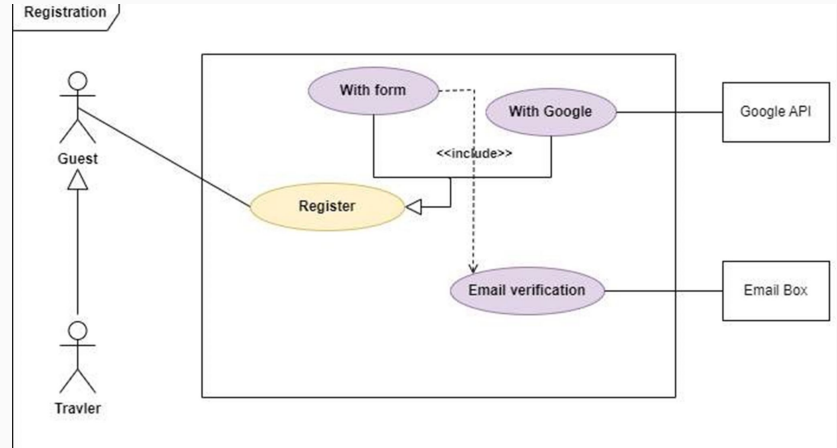 Registration
With form
With Google
Google API
<<include>>
Guest
Register
Email verification
Email Box
Travler